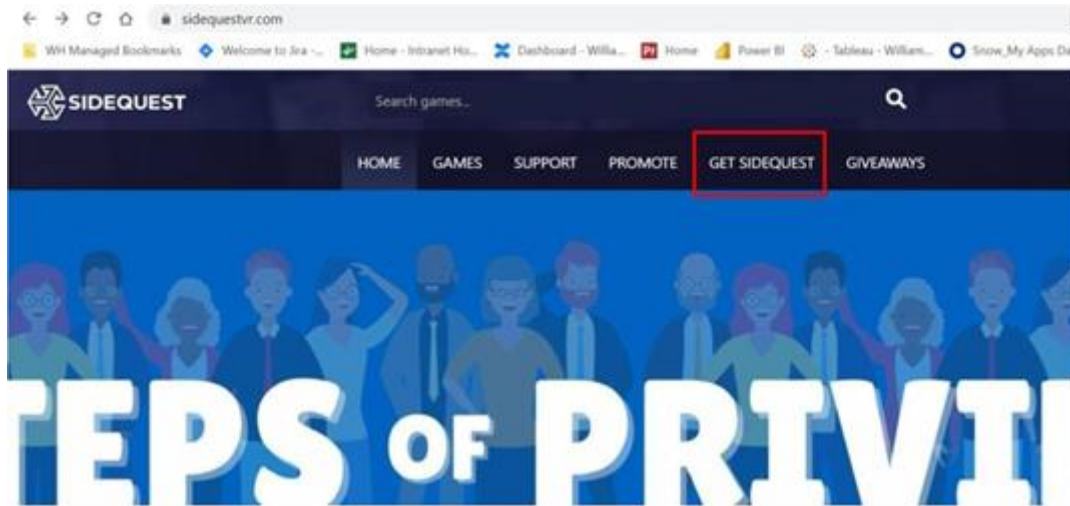 sidequestvr.com
WH Managed Bookmarks Welcome to Jira -... Home - Intranet Ho... Dashboard - Willia... Home Power BI - Tableau - William... Snow_My Apps Da
SIDEQUEST Search games...
HOME GAMES SUPPORT PROMOTE GET SIDEQUEST GIVEAWAYS
TEPS OF PRIVI